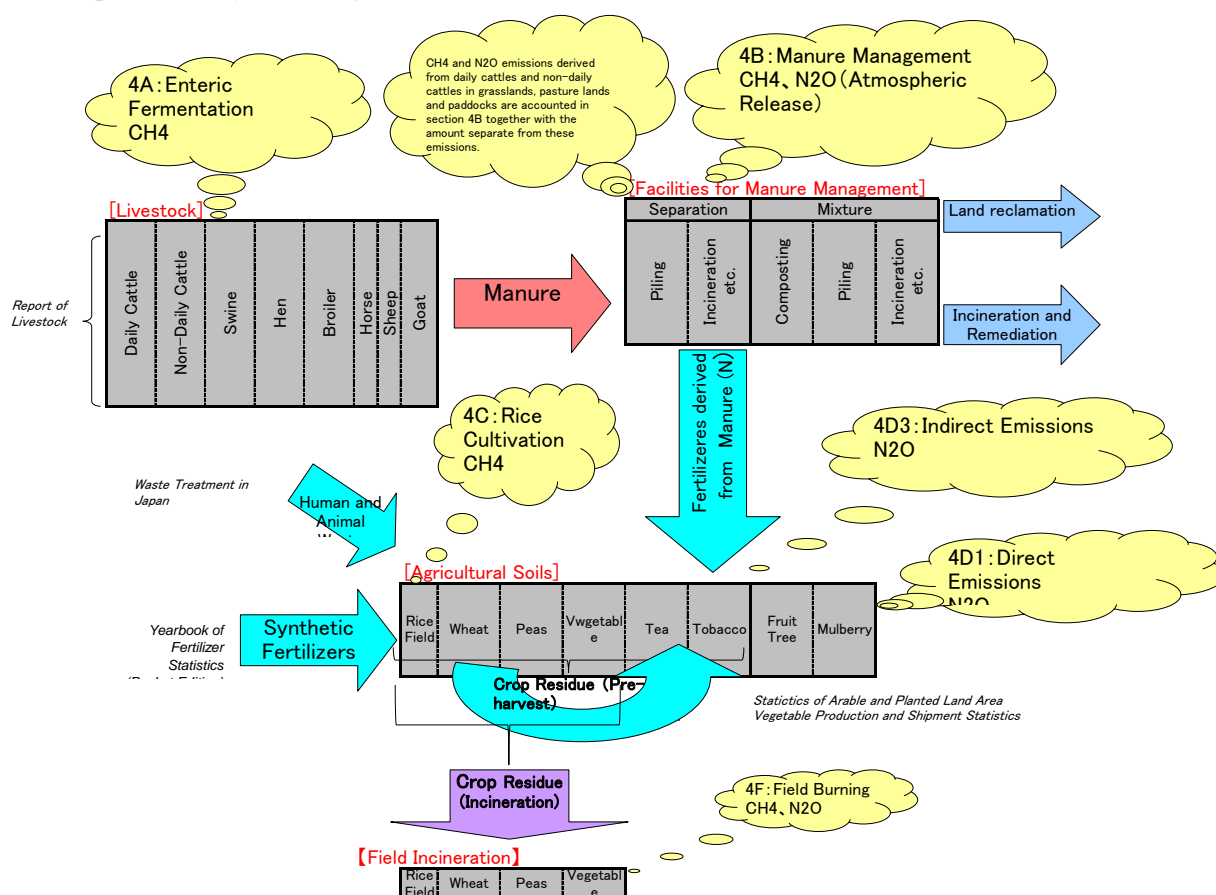 4A：Enteric
Fermentation
CH4
CH4 and N2O emissions derived
from daily cattles and non-daily
cattles in grasslands, pasture lands
and paddocks are accounted in
section 4B together with the
amount separate from these
emissions.
4B：Manure Management
CH4、N2O（Atmospheric
Release）
[Livestock]
Report of
Livestock
Daily Cattle
Non-Daily Cattle
Swine
Hen
Broiler
Horse
Sheep
Goat
Manure
[Facilities for Manure Management]
Separation
Mixture
Piling
Incineration
etc.
Composting
Piling
Incineration
etc.
Land reclamation
Incineration and
Remediation
Fertilizeres derived
from Manure (N)
4C：Rice
Cultivation
CH4
4D3：Indirect Emissions
N2O
4D1：Direct
Emissions
N2O
Waste Treatment in
Japan
Human and
Animal
[Agricultural Soils]
Yearbook of
Fertilizer
Statistics
Synthetic
Fertilizers
Rice
Field
Wheat
Peas
Vwgetabl
e
Tea
Tobacco
Fruit
Tree
Mulberry
Crop Residue (Pre-
harvest)
Statictics of Arable and Planted Land Area
Vegetable Production and Shipment Statistics
Crop Residue
(Incineration)
4F：Field Burning
CH4、N2O
【Field Incineration】
Rice
Field
Wheat
Peas
Vegetabl
e